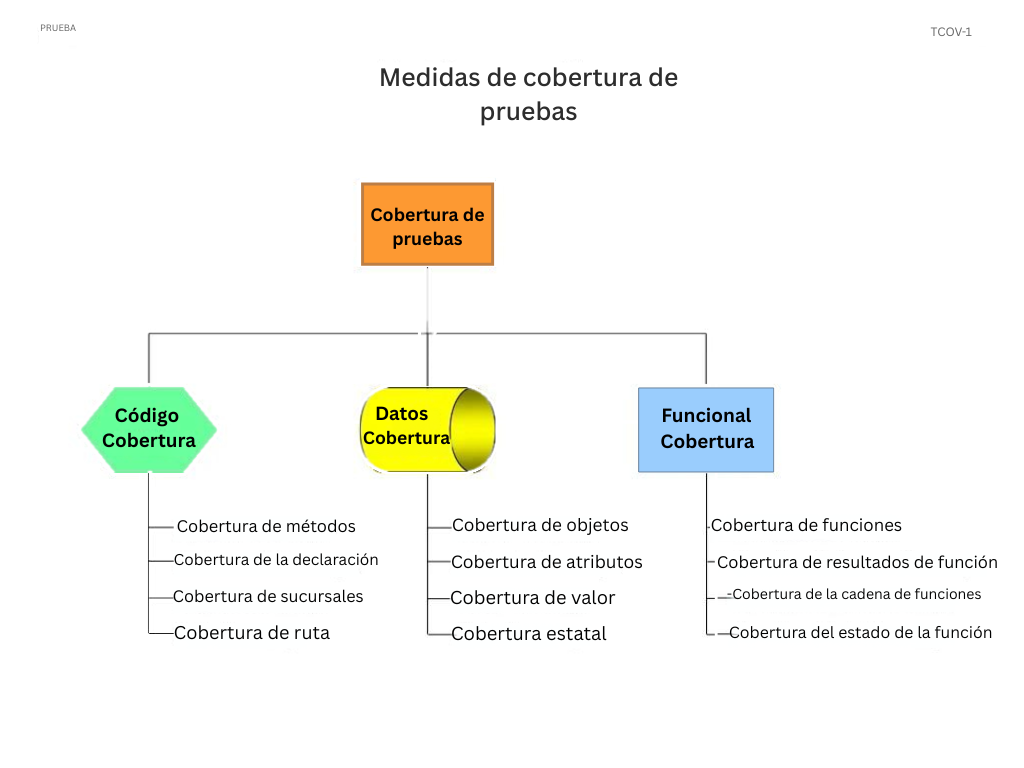 PRUEBA
TCOV-1
Medidas de cobertura de
pruebas
Cobertura de
pruebas
Código
Cobertura
Datos
Cobertura
Funcional
Cobertura
Cobertura de métodos
Cobertura de la declaración
Cobertura de sucursales
Cobertura de ruta
Cobertura de objetos
Cobertura de atributos
Cobertura de valor
Cobertura estatal
Cobertura de funciones
Cobertura de resultados de función
-Cobertura de la cadena de funciones
Cobertura del estado de la función